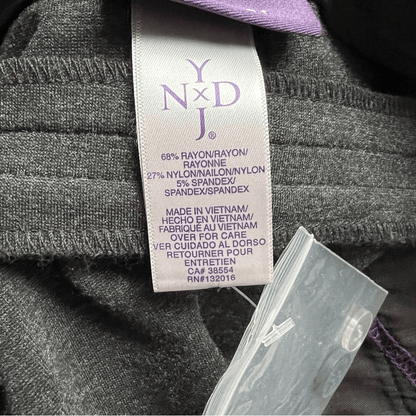 Y
N x D
J®
68% RAYON/RAYON/
RAYONNE
27% NYLON/NAILON/NYLON
5% SPANDEX/
SPANDEX/SPANDEX
MADE IN VIETNAM/
HECHO EN VIETNAM/
FABRIQUÉ AU VIETNAM
OVER FOR CARE
VER CUIDADO AL DORSO
RETOURNER POUR
ENTRETIEN
CA# 38554
RN#132016